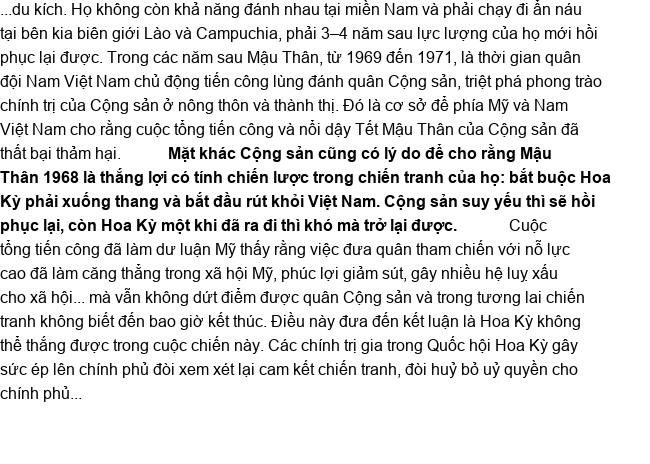 ...du kích. Họ không còn khả năng đánh nhau tại miền Nam và phải chạy đi ẩn náu
tại bên kia biên giới Lào và Campuchia, phải 3–4 năm sau lực lượng của họ mới hồi
phục lại được. Trong các năm sau Mậu Thân, từ 1969 đến 1971, là thời gian quân
đội Nam Việt Nam chủ động tiến công lùng đánh quân Cộng sản, triệt phá phong trào
chính trị của Cộng sản ở nông thôn và thành thị. Đó là cơ sở để phía Mỹ và Nam
Việt Nam cho rằng cuộc tổng tiến công và nổi dậy Tết Mậu Thân của Cộng sản đã
thất bại thảm hại. Mặt khác Cộng sản cũng có lý do để cho rằng Mậu
Thân 1968 là thắng lợi có tính chiến lược trong chiến tranh của họ: bắt buộc Hoa
Kỳ phải xuống thang và bắt đầu rút khỏi Việt Nam. Cộng sản suy yếu thì sẽ hồi
phục lại, còn Hoa Kỳ một khi đã ra đi thì khó mà trở lại được. Cuộc
tổng tiến công đã làm dư luận Mỹ thấy rằng việc đưa quân tham chiến với nỗ lực
cao đã làm căng thẳng trong xã hội Mỹ, phúc lợi giảm sút, gây nhiều hệ luỵ xấu
cho xã hội... mà vẫn không dứt điểm được quân Cộng sản và trong tương lai chiến
tranh không biết đến bao giờ kết thúc. Điều này đưa đến kết luận là Hoa Kỳ không
thể thắng được trong cuộc chiến này. Các chính trị gia trong Quốc hội Hoa Kỳ gây
sức ép lên chính phủ đòi xem xét lại cam kết chiến tranh, đòi huỷ bỏ uỷ quyền cho
chính phủ...